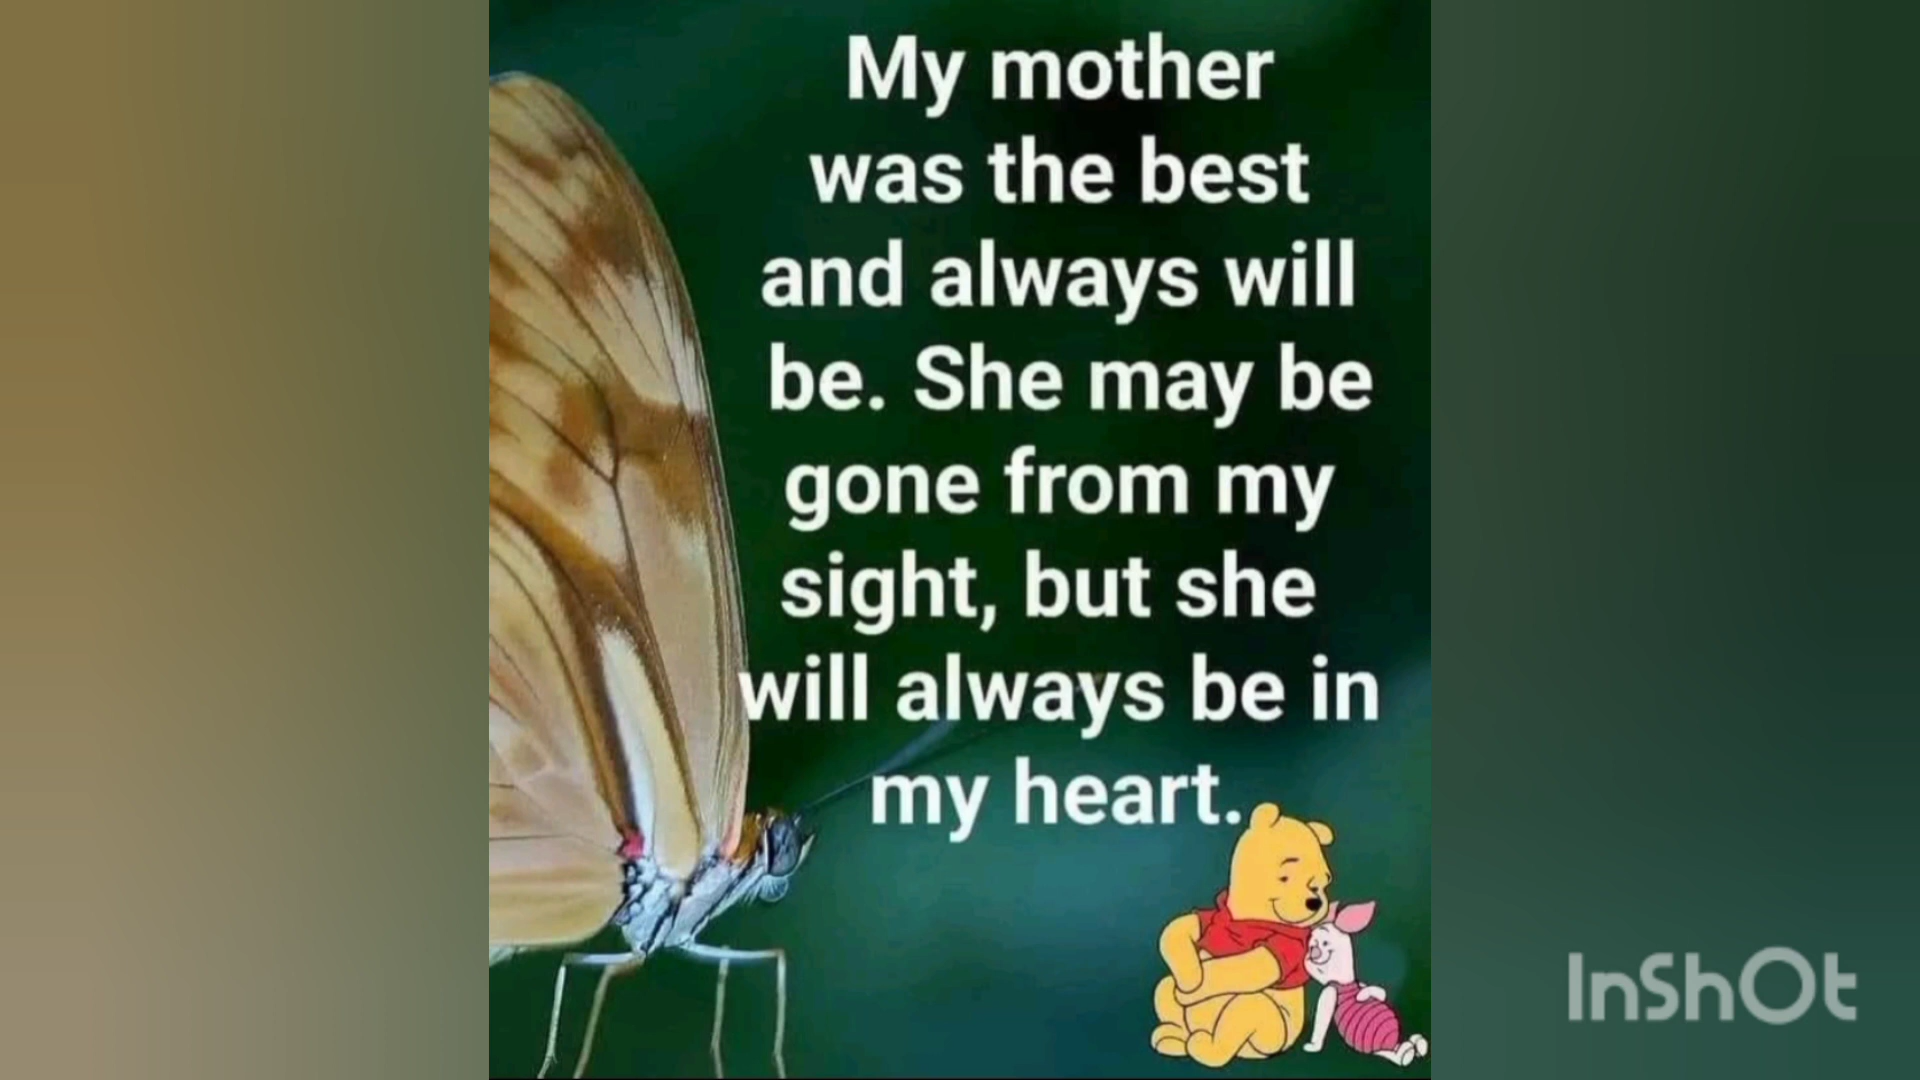 My mother
was the best
and always will
be. She may be
gone from my
sight, but she
will always be in
my heart.
InShOt